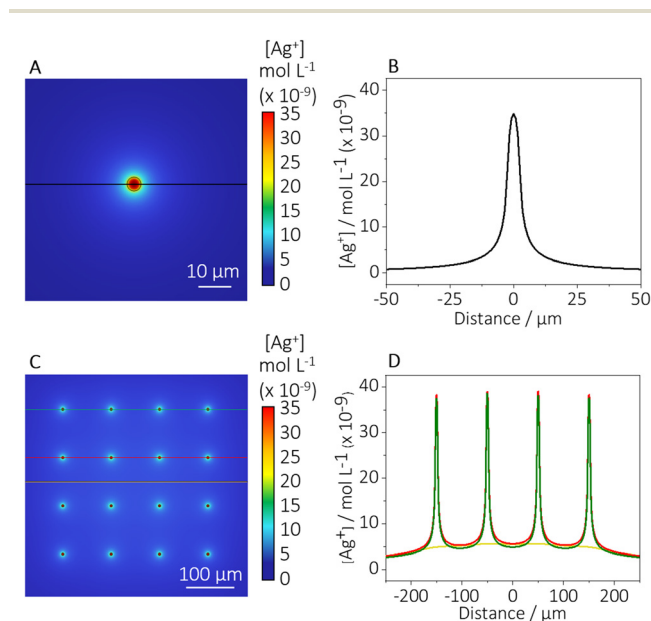 A
[Ag⁺]
mol L⁻¹
(x 10⁻⁹)
35
30
25
20
15
10
5
0
10 µm
B
[Ag⁺] / mol L⁻¹ (x 10⁻⁹)
40
30
20
10
0
-50
-25
0
25
50
Distance / µm
C
[Ag⁺]
mol L⁻¹
(x 10⁻⁹)
35
30
25
20
15
10
5
0
100 µm
D
[Ag⁺] / mol L⁻¹ (x 10⁻⁹)
40
30
20
10
0
-200
-100
0
100
200
Distance / µm